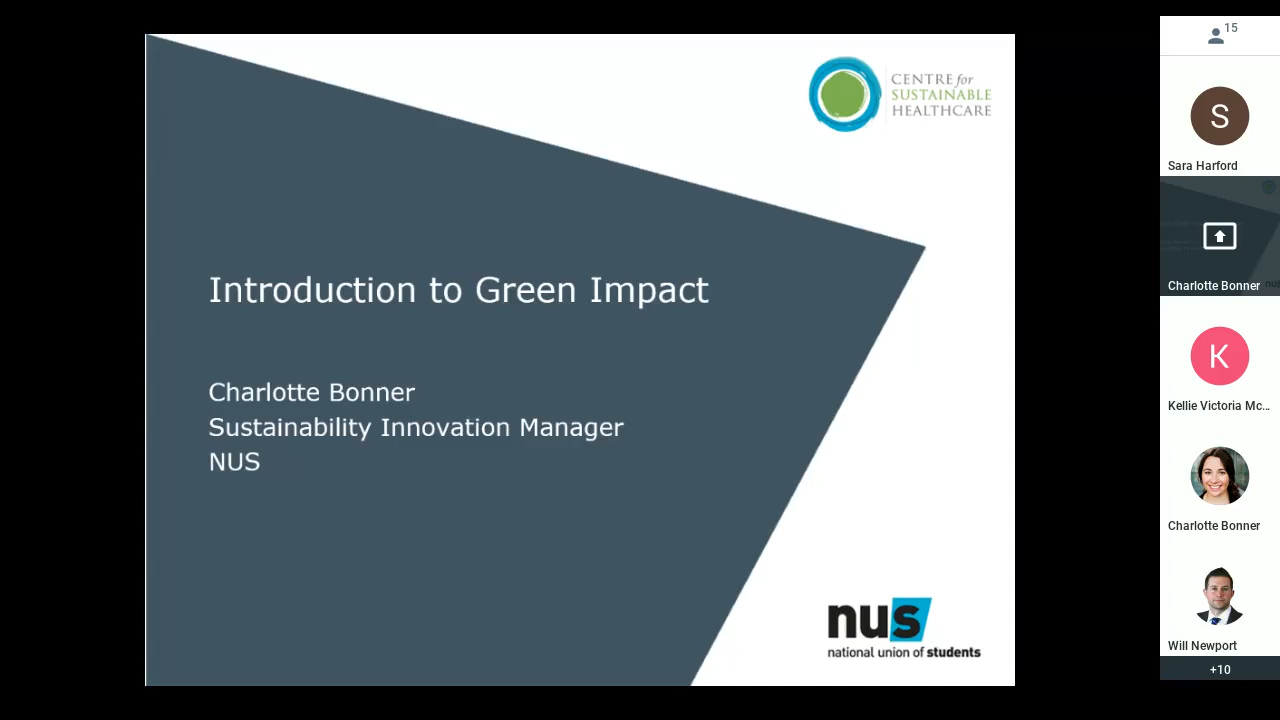 CENTRE for
SUSTAINABLE
HEALTHCARE
Introduction to Green Impact
Charlotte Bonner
Sustainability Innovation Manager
NUS
nus
national union of students
15
S
Sara Harford
Charlotte Bonner
K
Kellie Victoria Mc...
Charlotte Bonner
Will Newport
+10